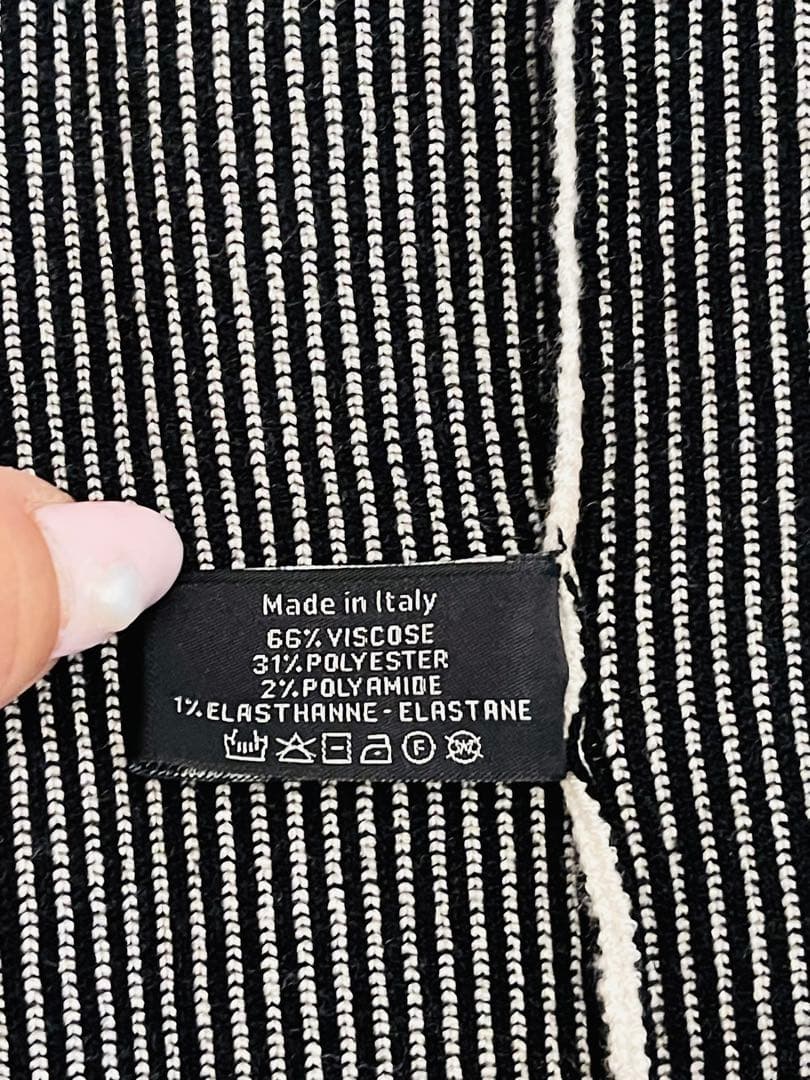 Made in Italy
66% VISCOSE
31% POLYESTER
2% POLYAMIDE
1% ELASTHANNE - ELASTANE
F
W